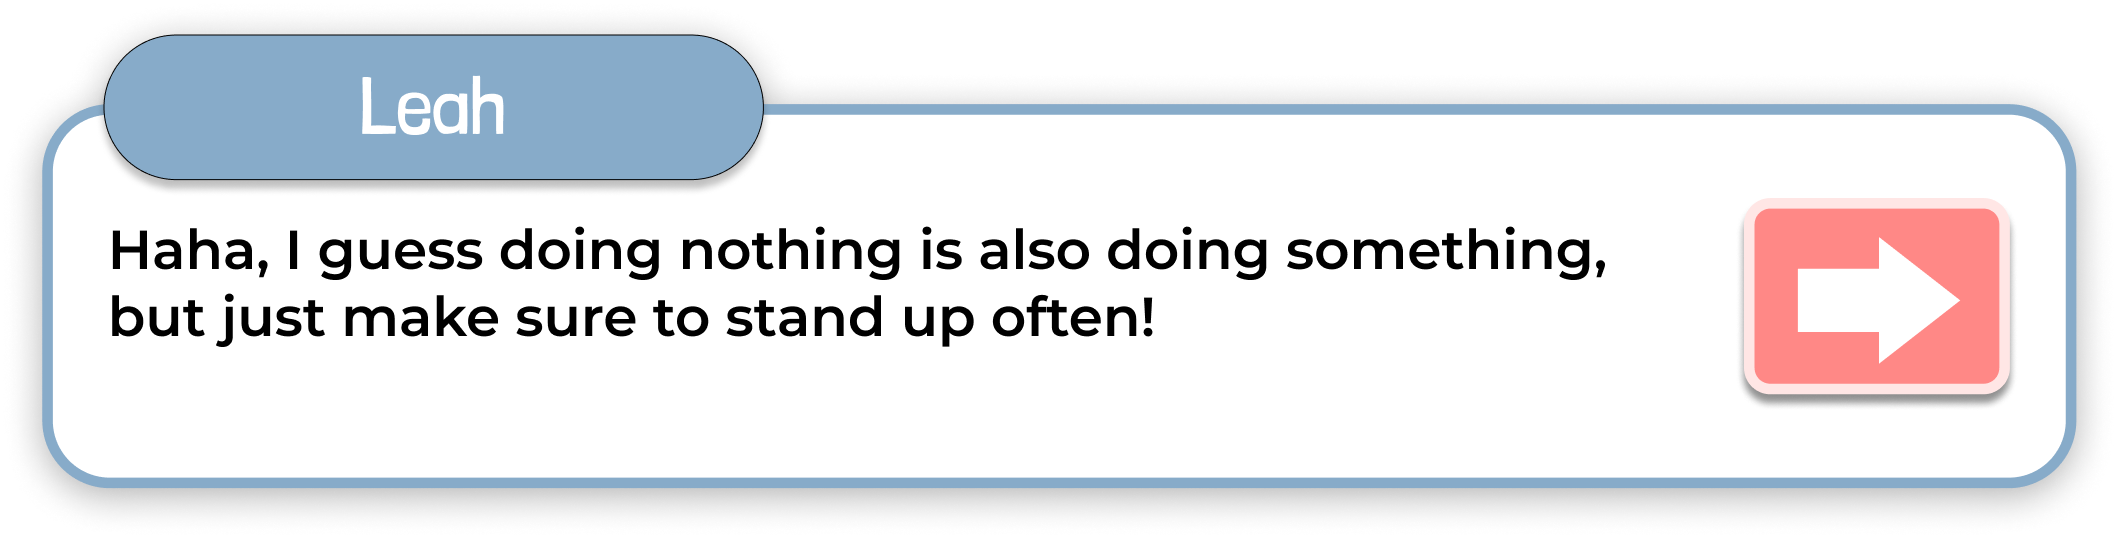 Leah
Haha, I guess doing nothing is also doing something,
but just make sure to stand up often!